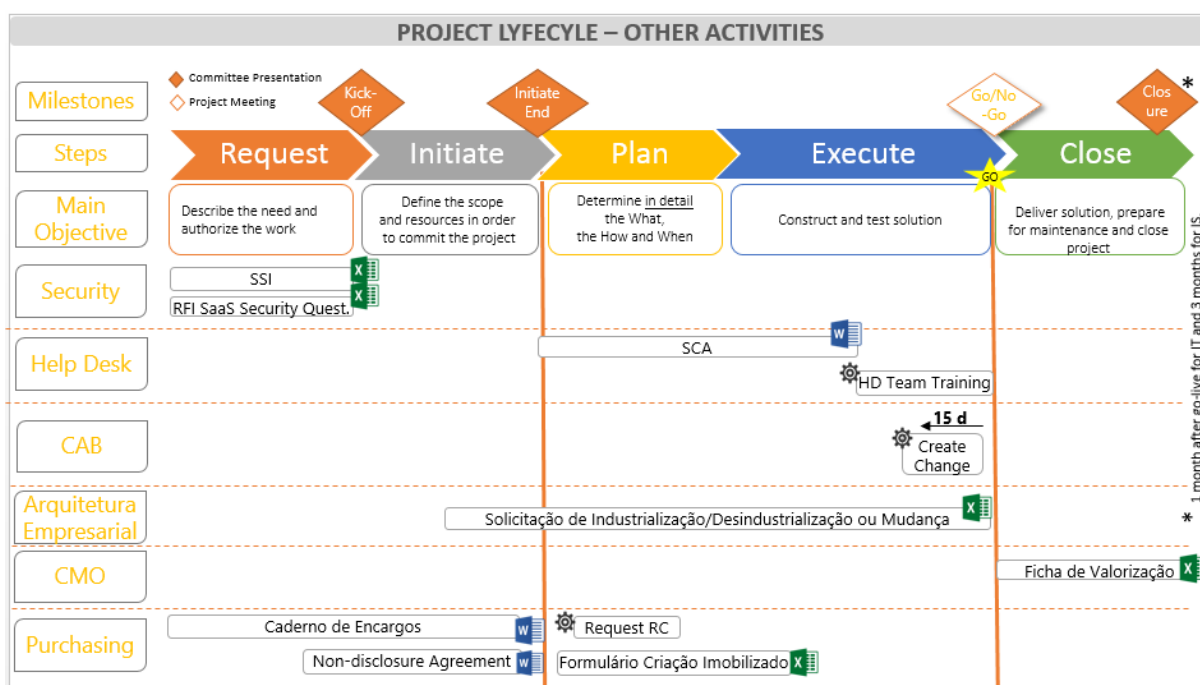 PROJECT LYFECYLE – OTHER ACTIVITIES
Milestones
Committee Presentation
Project Meeting
Kick-
Off
Initiate
End
Go/No
-Go
Clos
ure
*
Steps
Request
Initiate
Plan
Execute
Close
GO
Main
Objective
Describe the need and
authorize the work
Define the scope
and resources in order
to commit the project
Determine in detail
the What,
the How and When
Construct and test solution
Deliver solution, prepare
for maintenance and close
project
Security
SSI
X
RFI SaaS Security Quest.
X
Help Desk
SCA
W
HD Team Training
CAB
15 d
Create
Change
Arquitetura
Empresarial
Solicitação de Industrialização/Desindustrialização ou Mudança
X
CMO
Ficha de Valorização
X
Purchasing
Caderno de Encargos
W
Request RC
Non-disclosure Agreement
W
Formulário Criação Imobilizado
X
* 1 month after go-live for IT and 3 months for IS.